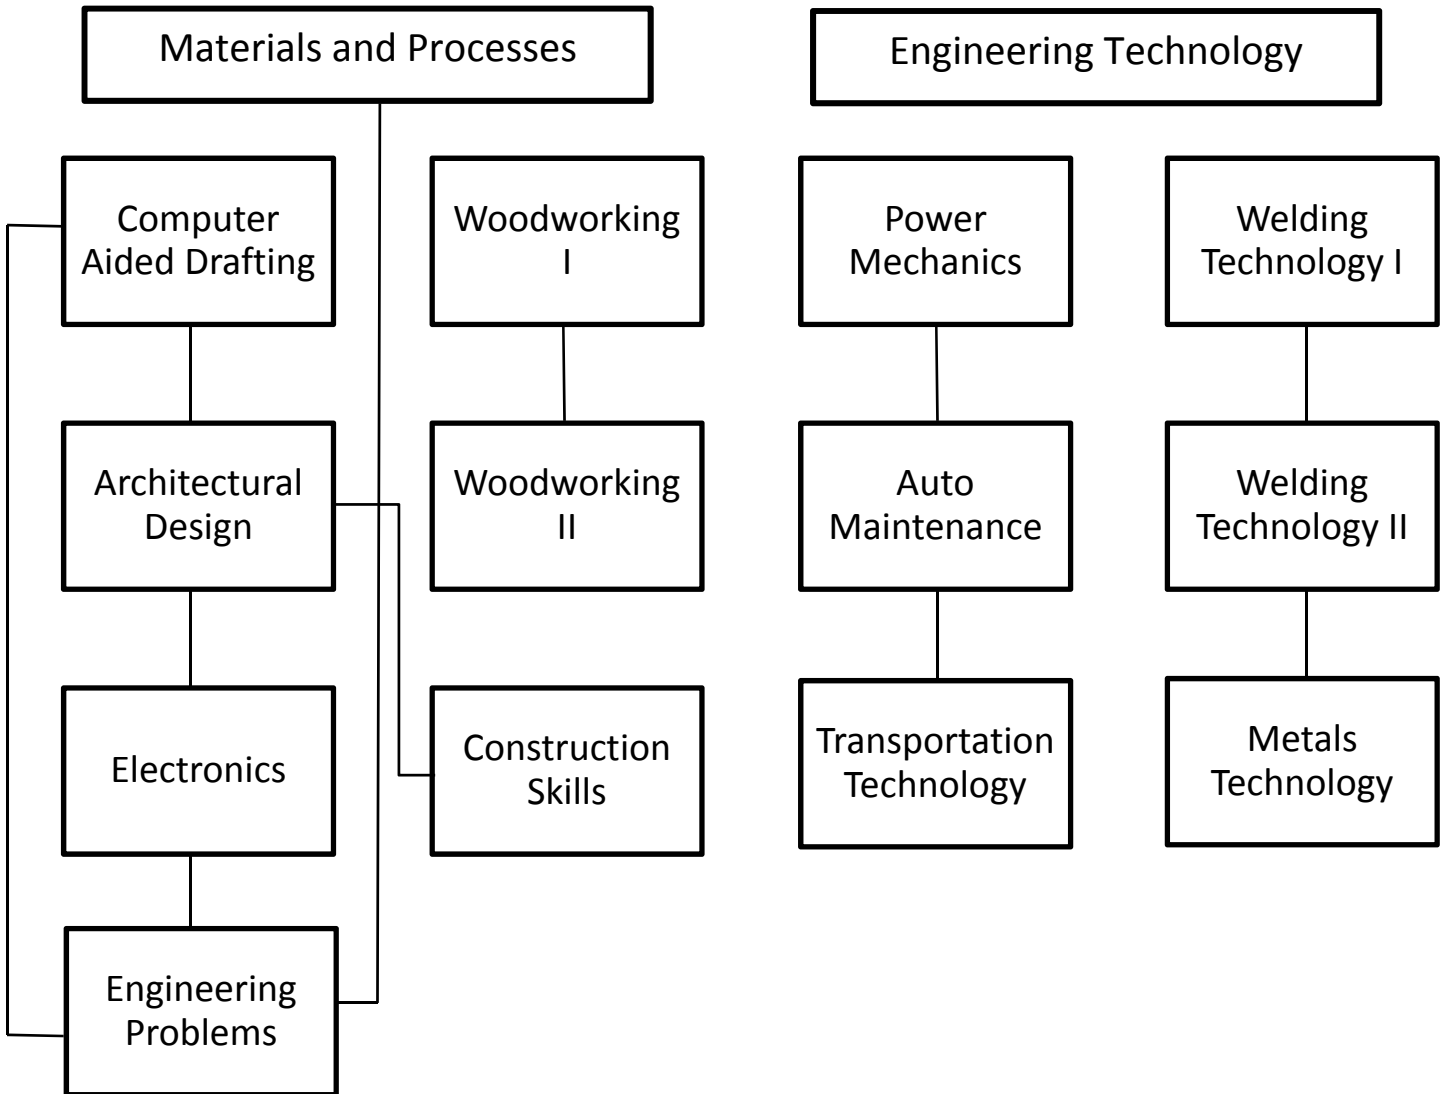 Materials and Processes
Engineering Technology
Computer
Aided Drafting
Woodworking
I
Power
Mechanics
Welding
Technology I
Architectural
Design
Woodworking
II
Auto
Maintenance
Welding
Technology II
Electronics
Construction
Skills
Transportation
Technology
Metals
Technology
Engineering
Problems